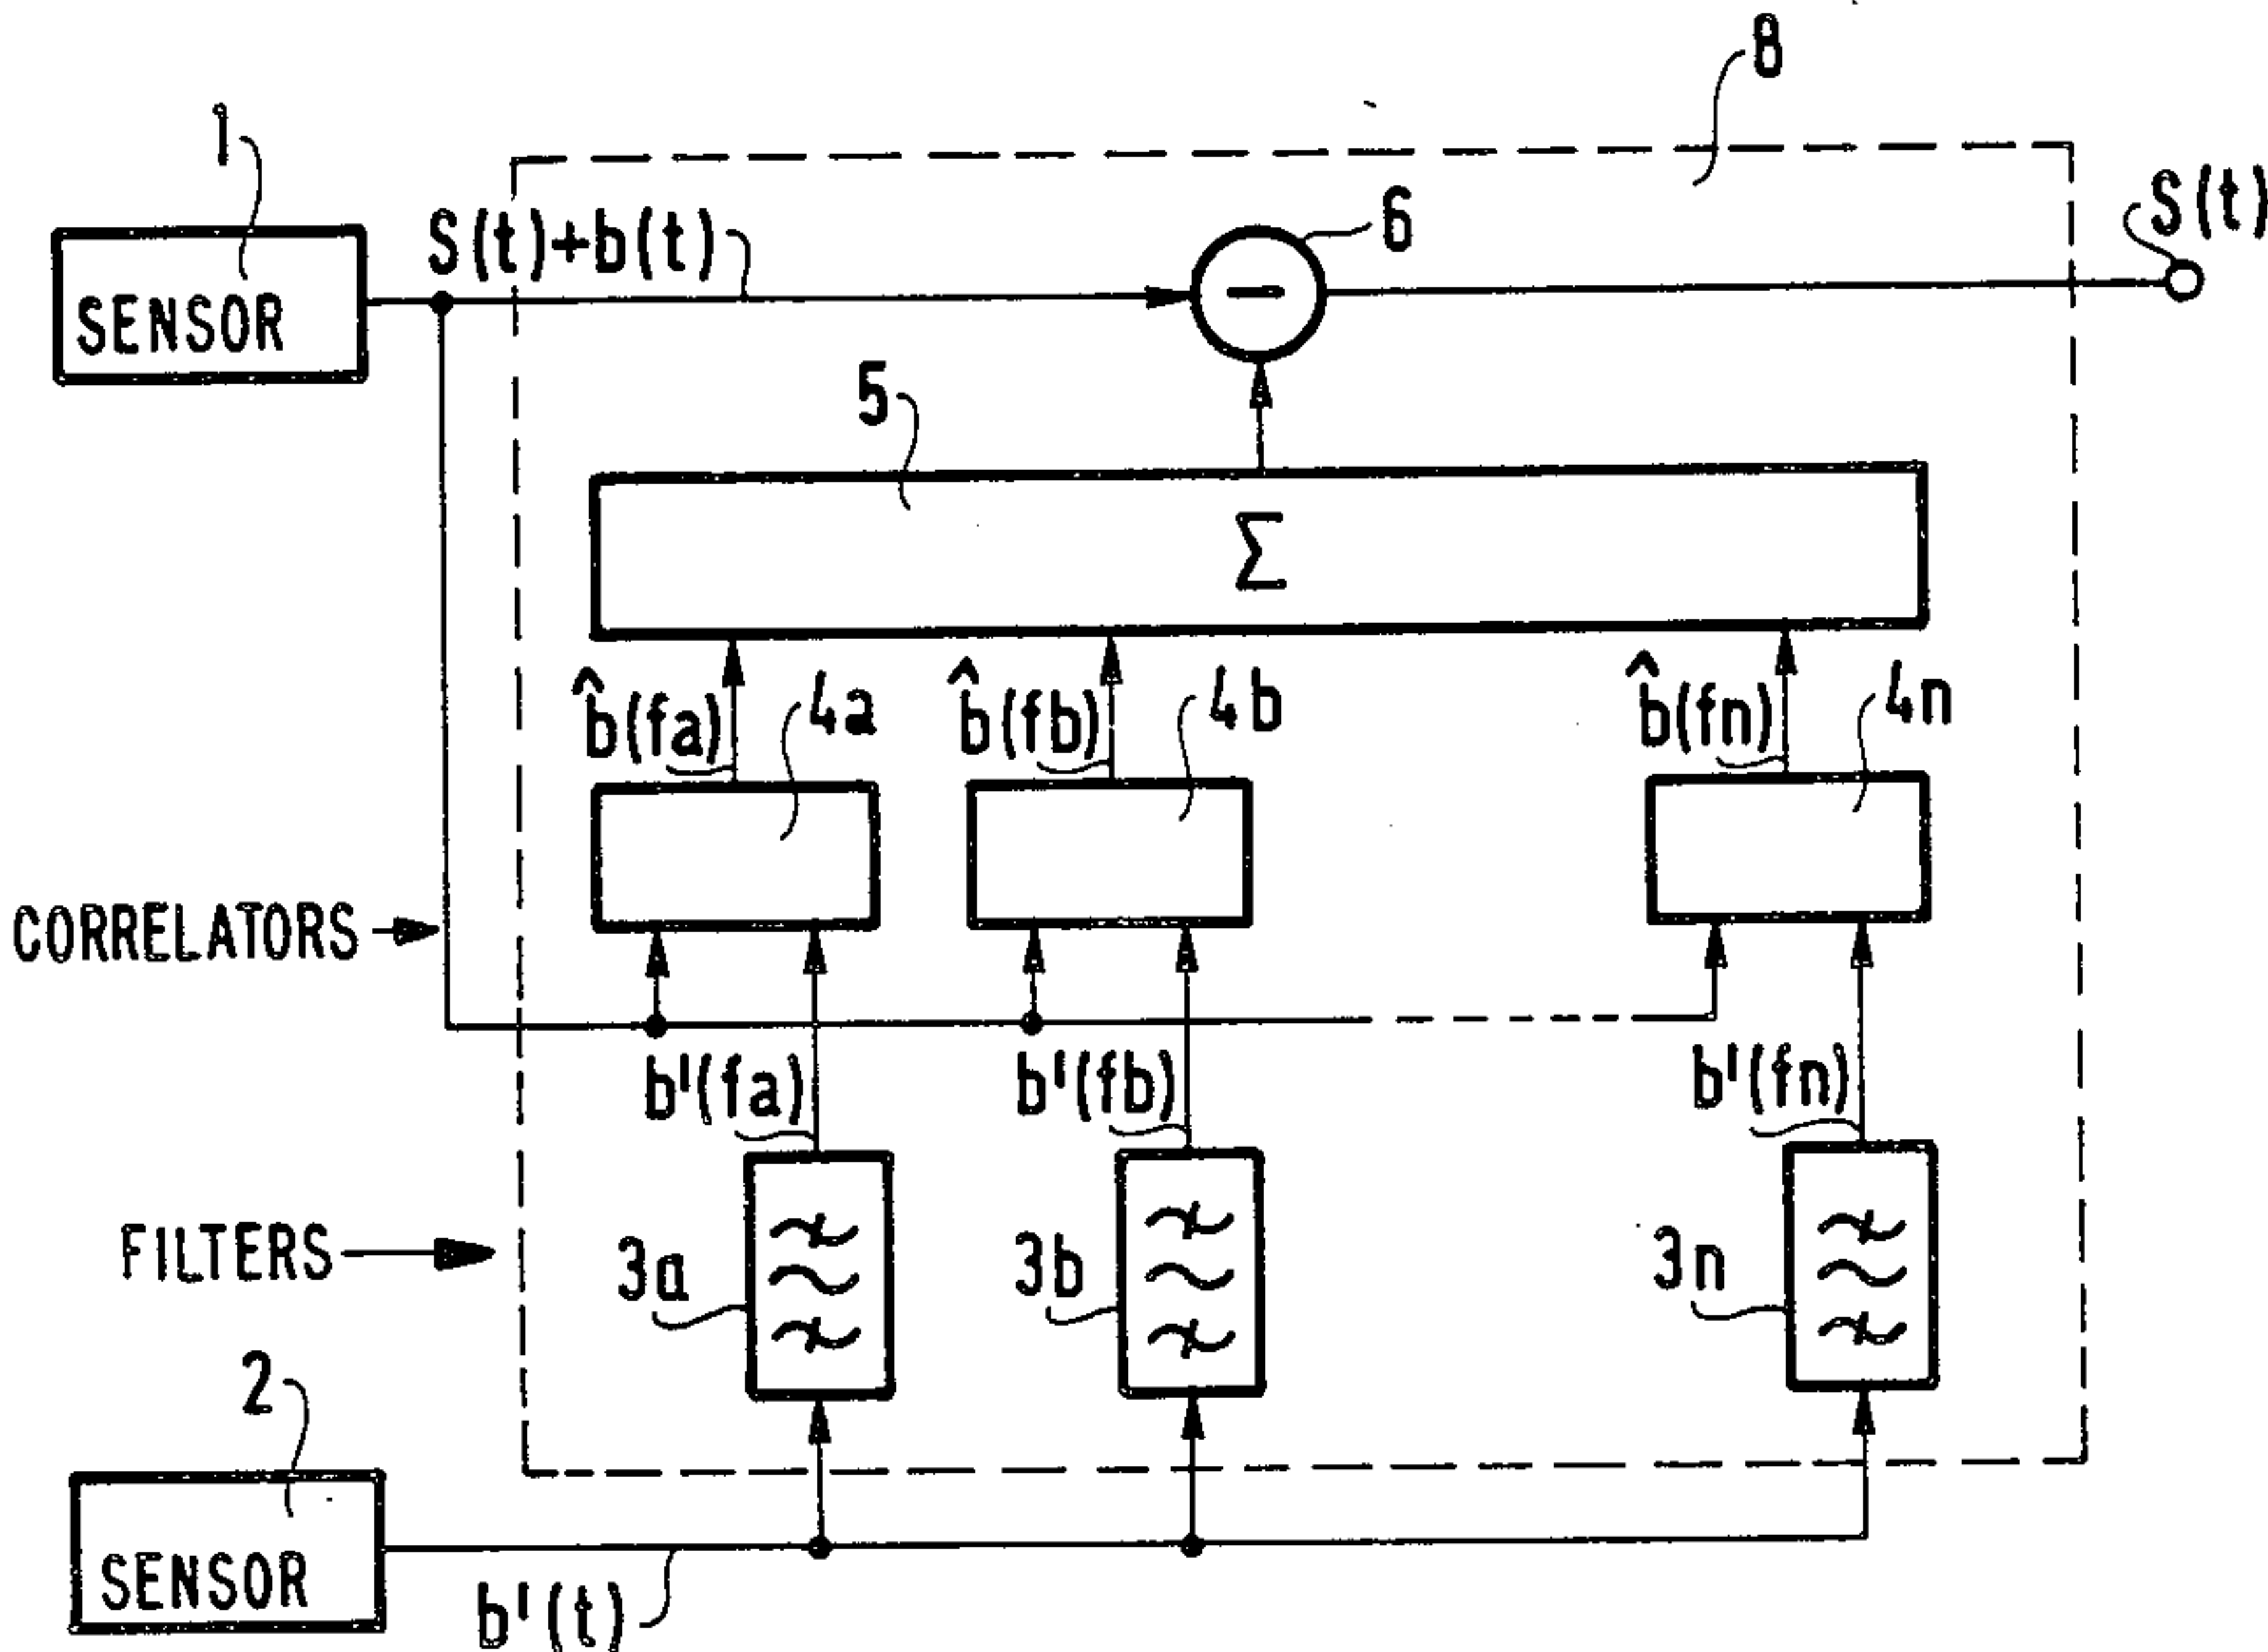 8
1
S(t)+b(t)
6
S(t)
SENSOR
−
5
Σ
b̂(fa)
4a
b̂(fb)
4b
b̂(fn)
4n
CORRELATORS
b'(fa)
b'(fb)
b'(fn)
FILTERS
3a
3b
3n
2
SENSOR
b'(t)